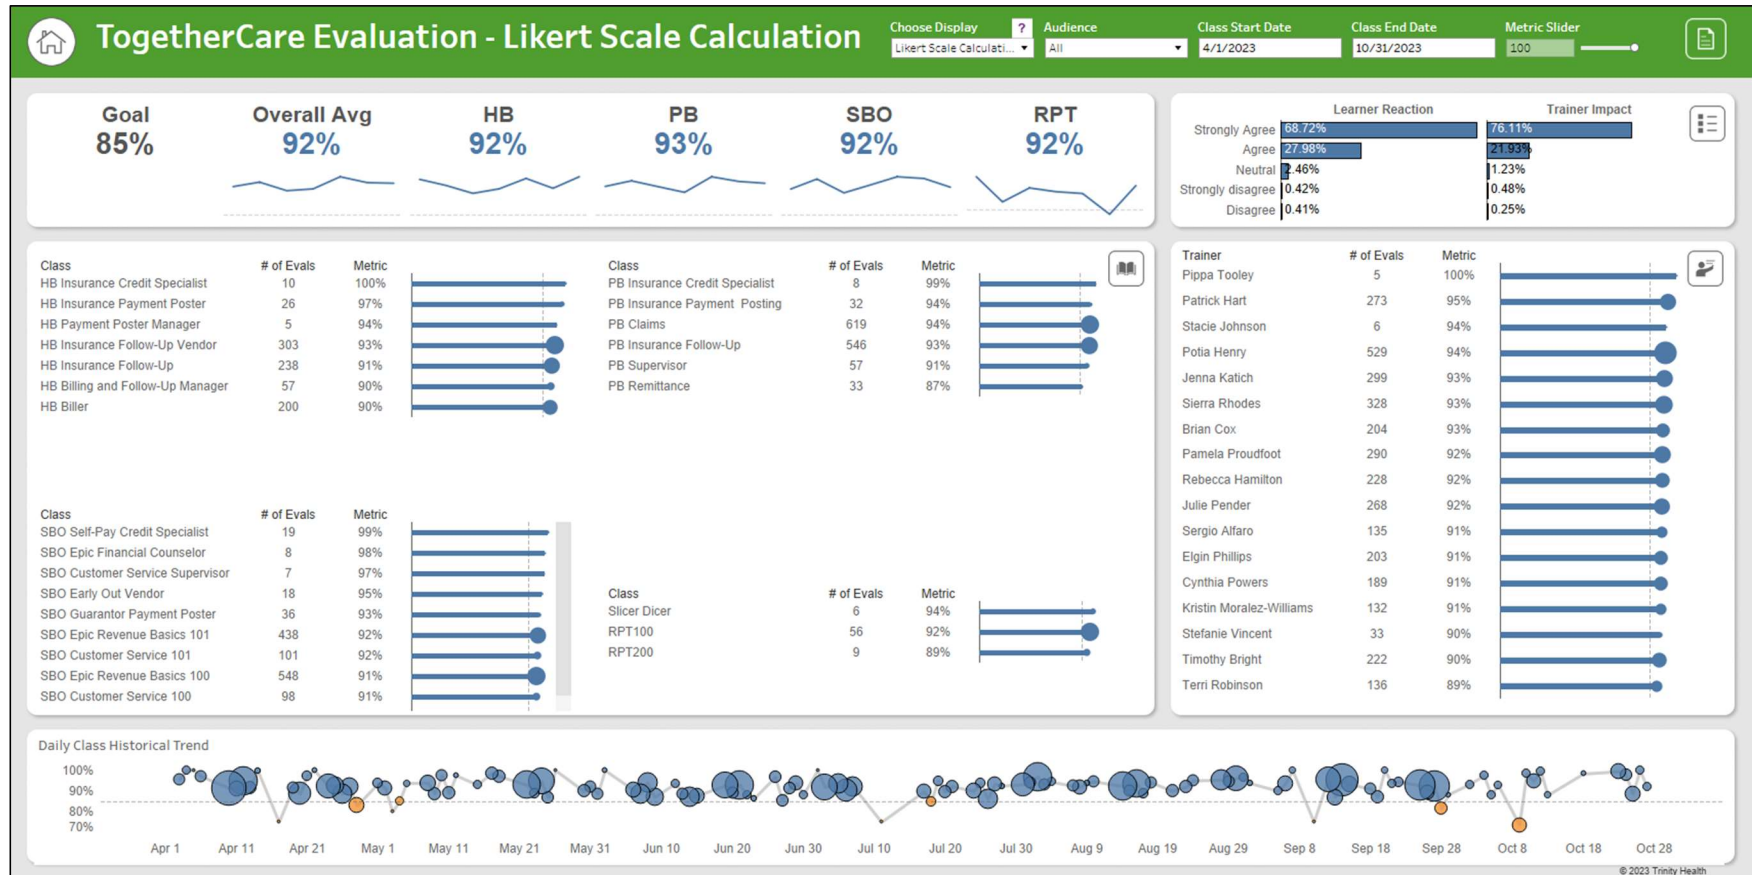 TogetherCare Evaluation - Likert Scale Calculation
Choose Display ? Audience Class Start Date Class End Date Metric Slider
Likert Scale Calculati... All 4/1/2023 10/31/2023 100
Goal Overall Avg HB PB SBO RPT
85% 92% 92% 93% 92% 92%
Learner Reaction Trainer Impact
Strongly Agree 68.72% 76.11%
Agree 27.98% 21.93%
Neutral 2.46% 1.23%
Strongly disagree 0.42% 0.48%
Disagree 0.41% 0.25%
Class # of Evals Metric
HB Insurance Credit Specialist 10 100%
HB Insurance Payment Poster 26 97%
HB Payment Poster Manager 5 94%
HB Insurance Follow-Up Vendor 303 93%
HB Insurance Follow-Up 238 91%
HB Billing and Follow-Up Manager 57 90%
HB Biller 200 90%
Class # of Evals Metric
PB Insurance Credit Specialist 8 99%
PB Insurance Payment Posting 32 94%
PB Claims 619 94%
PB Insurance Follow-Up 546 93%
PB Supervisor 57 91%
PB Remittance 33 87%
Class # of Evals Metric
SBO Self-Pay Credit Specialist 19 99%
SBO Epic Financial Counselor 8 98%
SBO Customer Service Supervisor 7 97%
SBO Early Out Vendor 18 95%
SBO Guarantor Payment Poster 36 93%
SBO Epic Revenue Basics 101 438 92%
SBO Customer Service 101 101 92%
SBO Epic Revenue Basics 100 548 91%
SBO Customer Service 100 98 91%
Class # of Evals Metric
Slicer Dicer 6 94%
RPT100 56 92%
RPT200 9 89%
Trainer # of Evals Metric
Pippa Tooley 5 100%
Patrick Hart 273 95%
Stacie Johnson 6 94%
Potia Henry 529 94%
Jenna Katich 299 93%
Sierra Rhodes 328 93%
Brian Cox 204 93%
Pamela Proudfoot 290 92%
Rebecca Hamilton 228 92%
Julie Pender 268 92%
Sergio Alfaro 135 91%
Elgin Phillips 203 91%
Cynthia Powers 189 91%
Kristin Moralez-Williams 132 91%
Stefanie Vincent 33 90%
Timothy Bright 222 90%
Terri Robinson 136 89%
Daily Class Historical Trend
100%
90%
80%
70%
Apr 1 Apr 11 Apr 21 May 1 May 11 May 21 May 31 Jun 10 Jun 20 Jun 30 Jul 10 Jul 20 Jul 30 Aug 9 Aug 19 Aug 29 Sep 8 Sep 18 Sep 28 Oct 8 Oct 18 Oct 28
© 2023 Trinity Health